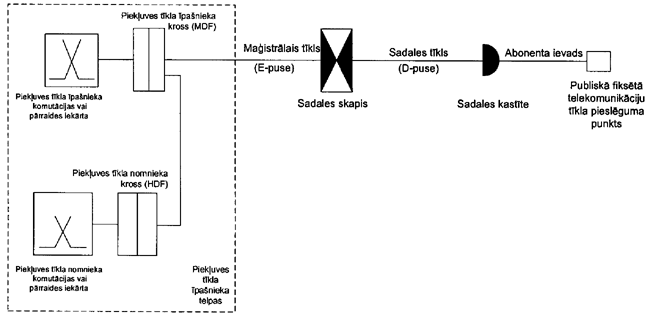 Piekļuves tīkla īpašnieka
kross (MDF)
Piekļuves tīkla īpašnieka
komutācijas vai
pārraides iekārta
Maģistrālais tīkls
(E-puse)
Sadales skapis
Sadales tīkls
(D-puse)
Sadales kastīte
Abonenta ievads
Publiskā fiksētā
telekomunikāciju
tīkla pieslēguma
punkts
Piekļuves tīkla nomnieka
kross (HDF)
Piekļuves tīkla nomnieka
komutācijas vai
pārraides iekārta
Piekļuves
tīkla
īpašnieka
telpas